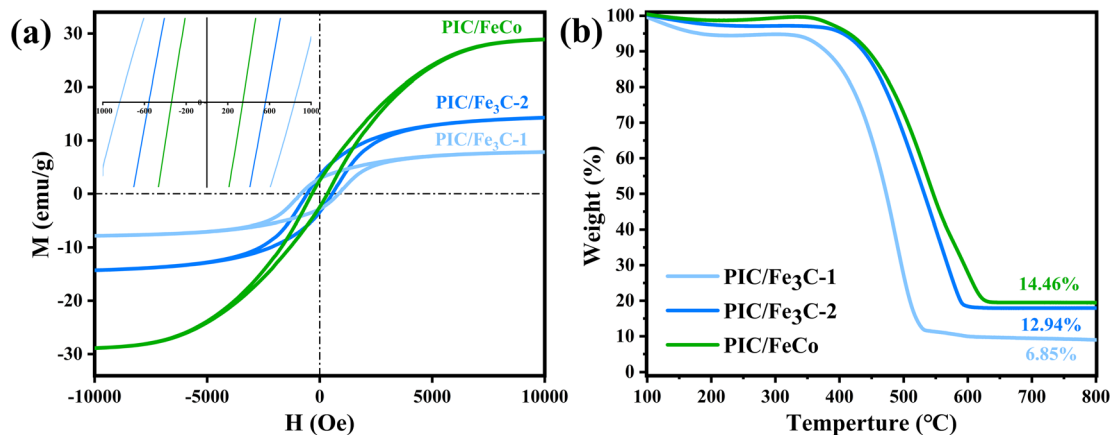 (a)
PIC/FeCo
PIC/Fe₃C-2
PIC/Fe₃C-1
30
20
10
0
-10
-20
-30
M (emu/g)
-10000 -5000 0 5000 10000
H (Oe)
1000 -600 -200 0 200 600 1000
(b)
100
90
80
70
60
50
40
30
20
10
0
Weight (%)
PIC/Fe₃C-1
PIC/Fe₃C-2
PIC/FeCo
14.46%
12.94%
6.85%
100 200 300 400 500 600 700 800
Temperture (℃)